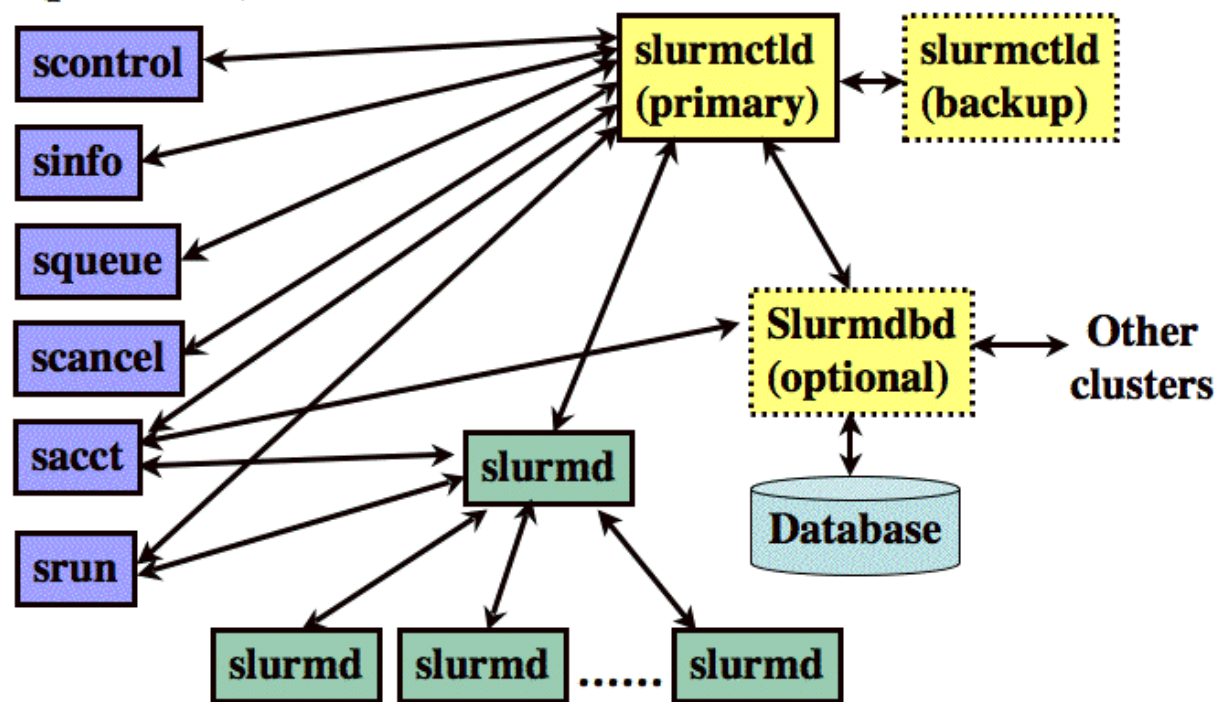 scontrol
sinfo
squeue
scancel
sacct
srun
slurmctld
(primary)
slurmctld
(backup)
Slurmdbd
(optional)
Other
clusters
slurmd
Database
slurmd
slurmd
......
slurmd